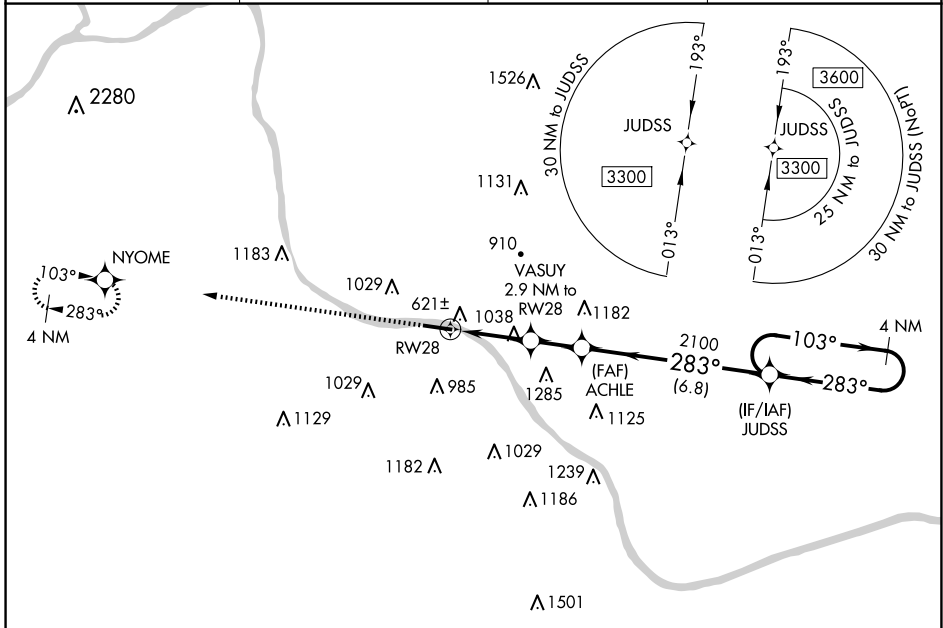 2280
1526
30 NM to JUDSS
193°
JUDSS
3300
013°
193°
3600
JUDSS
3300
25 NM to JUDSS
30 NM to JUDSS (NoPT)
013°
1131
910
NYOME
103°
283°
4 NM
1183
1029
621±
RW28
1038
VASUY
2.9 NM to
RW28
1182
(FAF)
ACHLE
2100
283°
(6.8)
103°
4 NM
283°
(IF/IAF)
JUDSS
1029
985
1285
1125
1129
1029
1182
1239
1186
1501